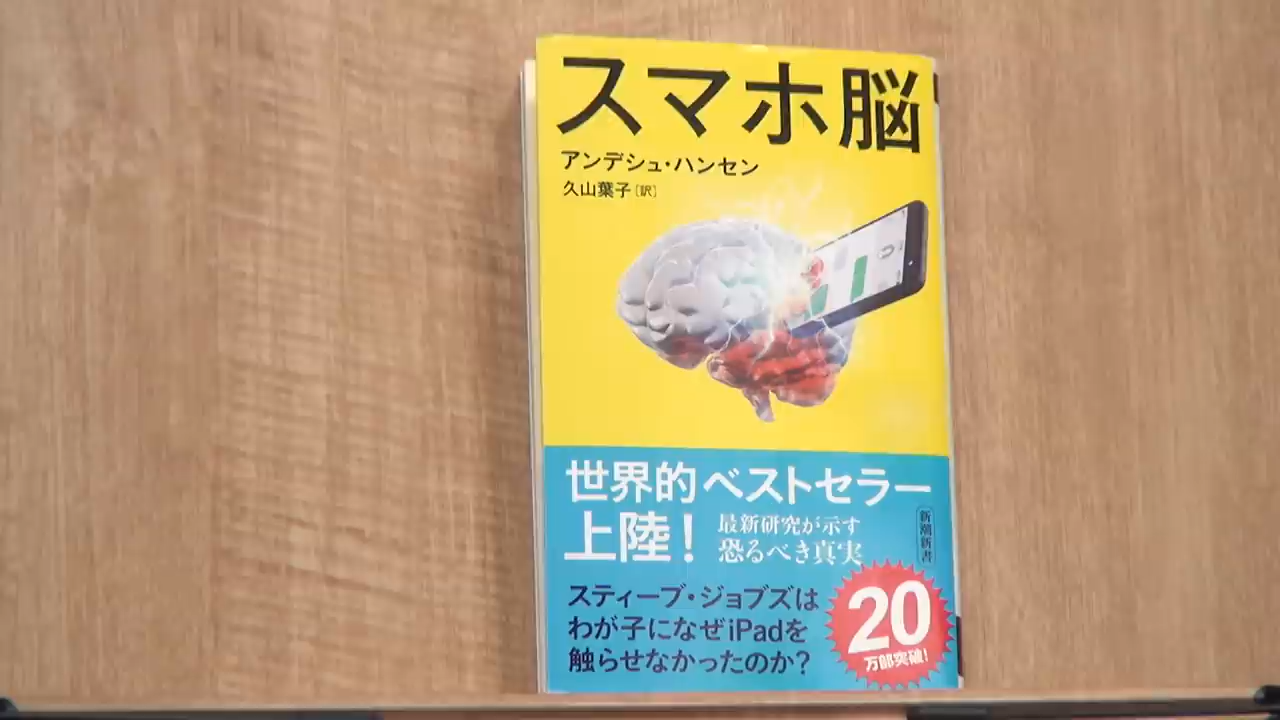 スマホ脳
アンデシュ・ハンセン
久山葉子[訳]
世界的ベストセラー
上陸!
最新研究が示す
恐るべき真実
新潮新書
スティーブ・ジョブズは
わが子になぜiPadを
触らせなかったのか?
20
万部突破!